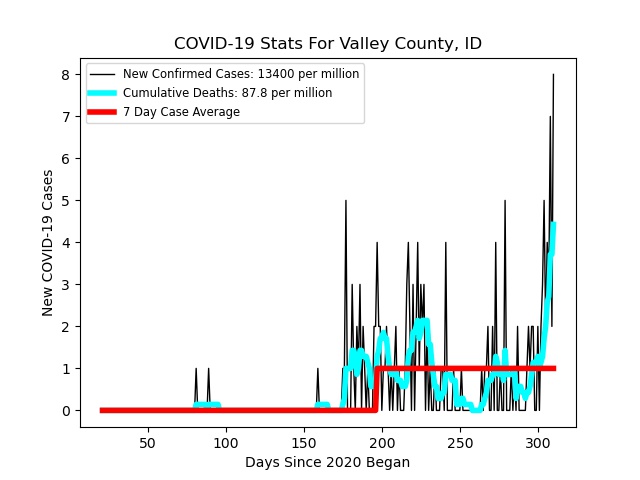 COVID-19 Stats For Valley County, ID
New Confirmed Cases: 13400 per million
Cumulative Deaths: 87.8 per million
7 Day Case Average
New COVID-19 Cases
8
7
6
5
4
3
2
1
0
50 100 150 200 250 300
Days Since 2020 Began